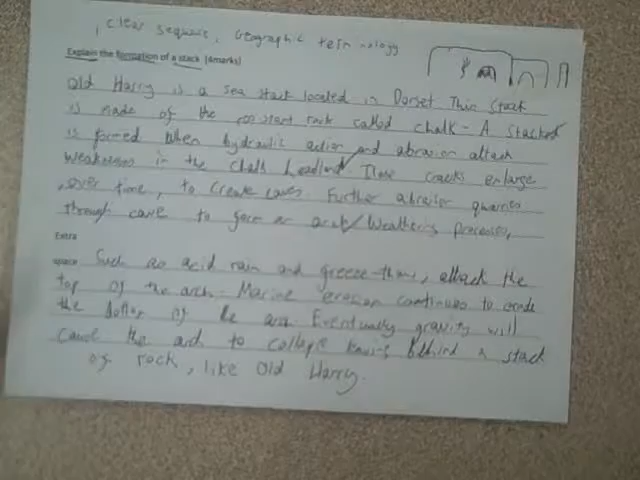 , clear sequence, Geographic terminology
Explain the formation of a stack (4marks)
Old Harry is a sea stack located in Dorset This stack
is made of the rock called chalk - A stacked
is formed when hydraulic action and abrasion attack
Weaknesses in the chalk headland These cracks enlarge
, over time, to create caves Further abrasion
through cave to form an arch Weathering processes,
Extra
space Such as acid rain and freeze-thaw, attack the
top of the arch. Marine erosion continues to erode
the bottom of the arch. Eventually gravity will
cause the arch to collapse leaving behind a stack
of rock, like Old Harry.